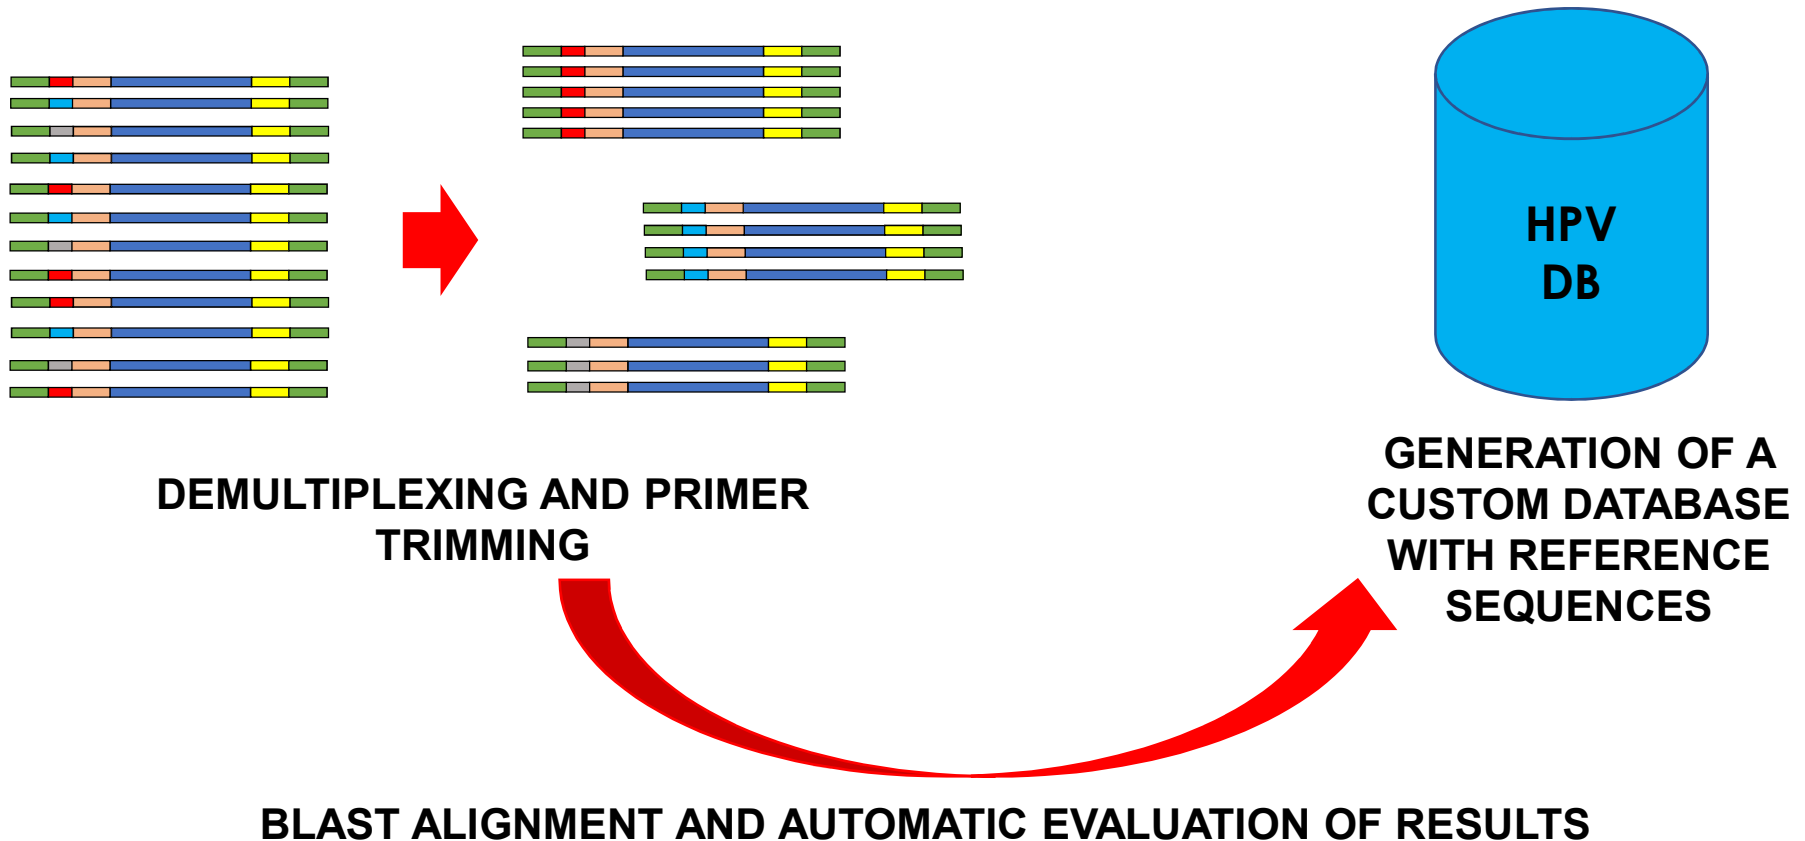 HPV
DB
DEMULTIPLEXING AND PRIMER
TRIMMING
GENERATION OF A
CUSTOM DATABASE
WITH REFERENCE
SEQUENCES
BLAST ALIGNMENT AND AUTOMATIC EVALUATION OF RESULTS